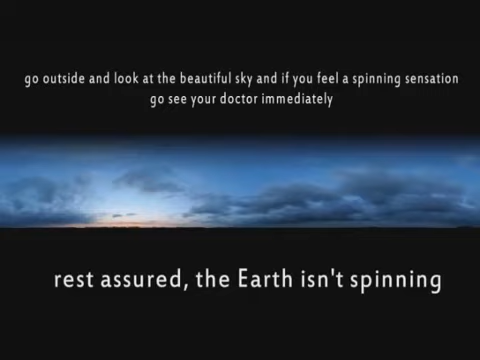 go outside and look at the beautiful sky and if you feel a spinning sensation
go see your doctor immediately
rest assured, the Earth isn't spinning